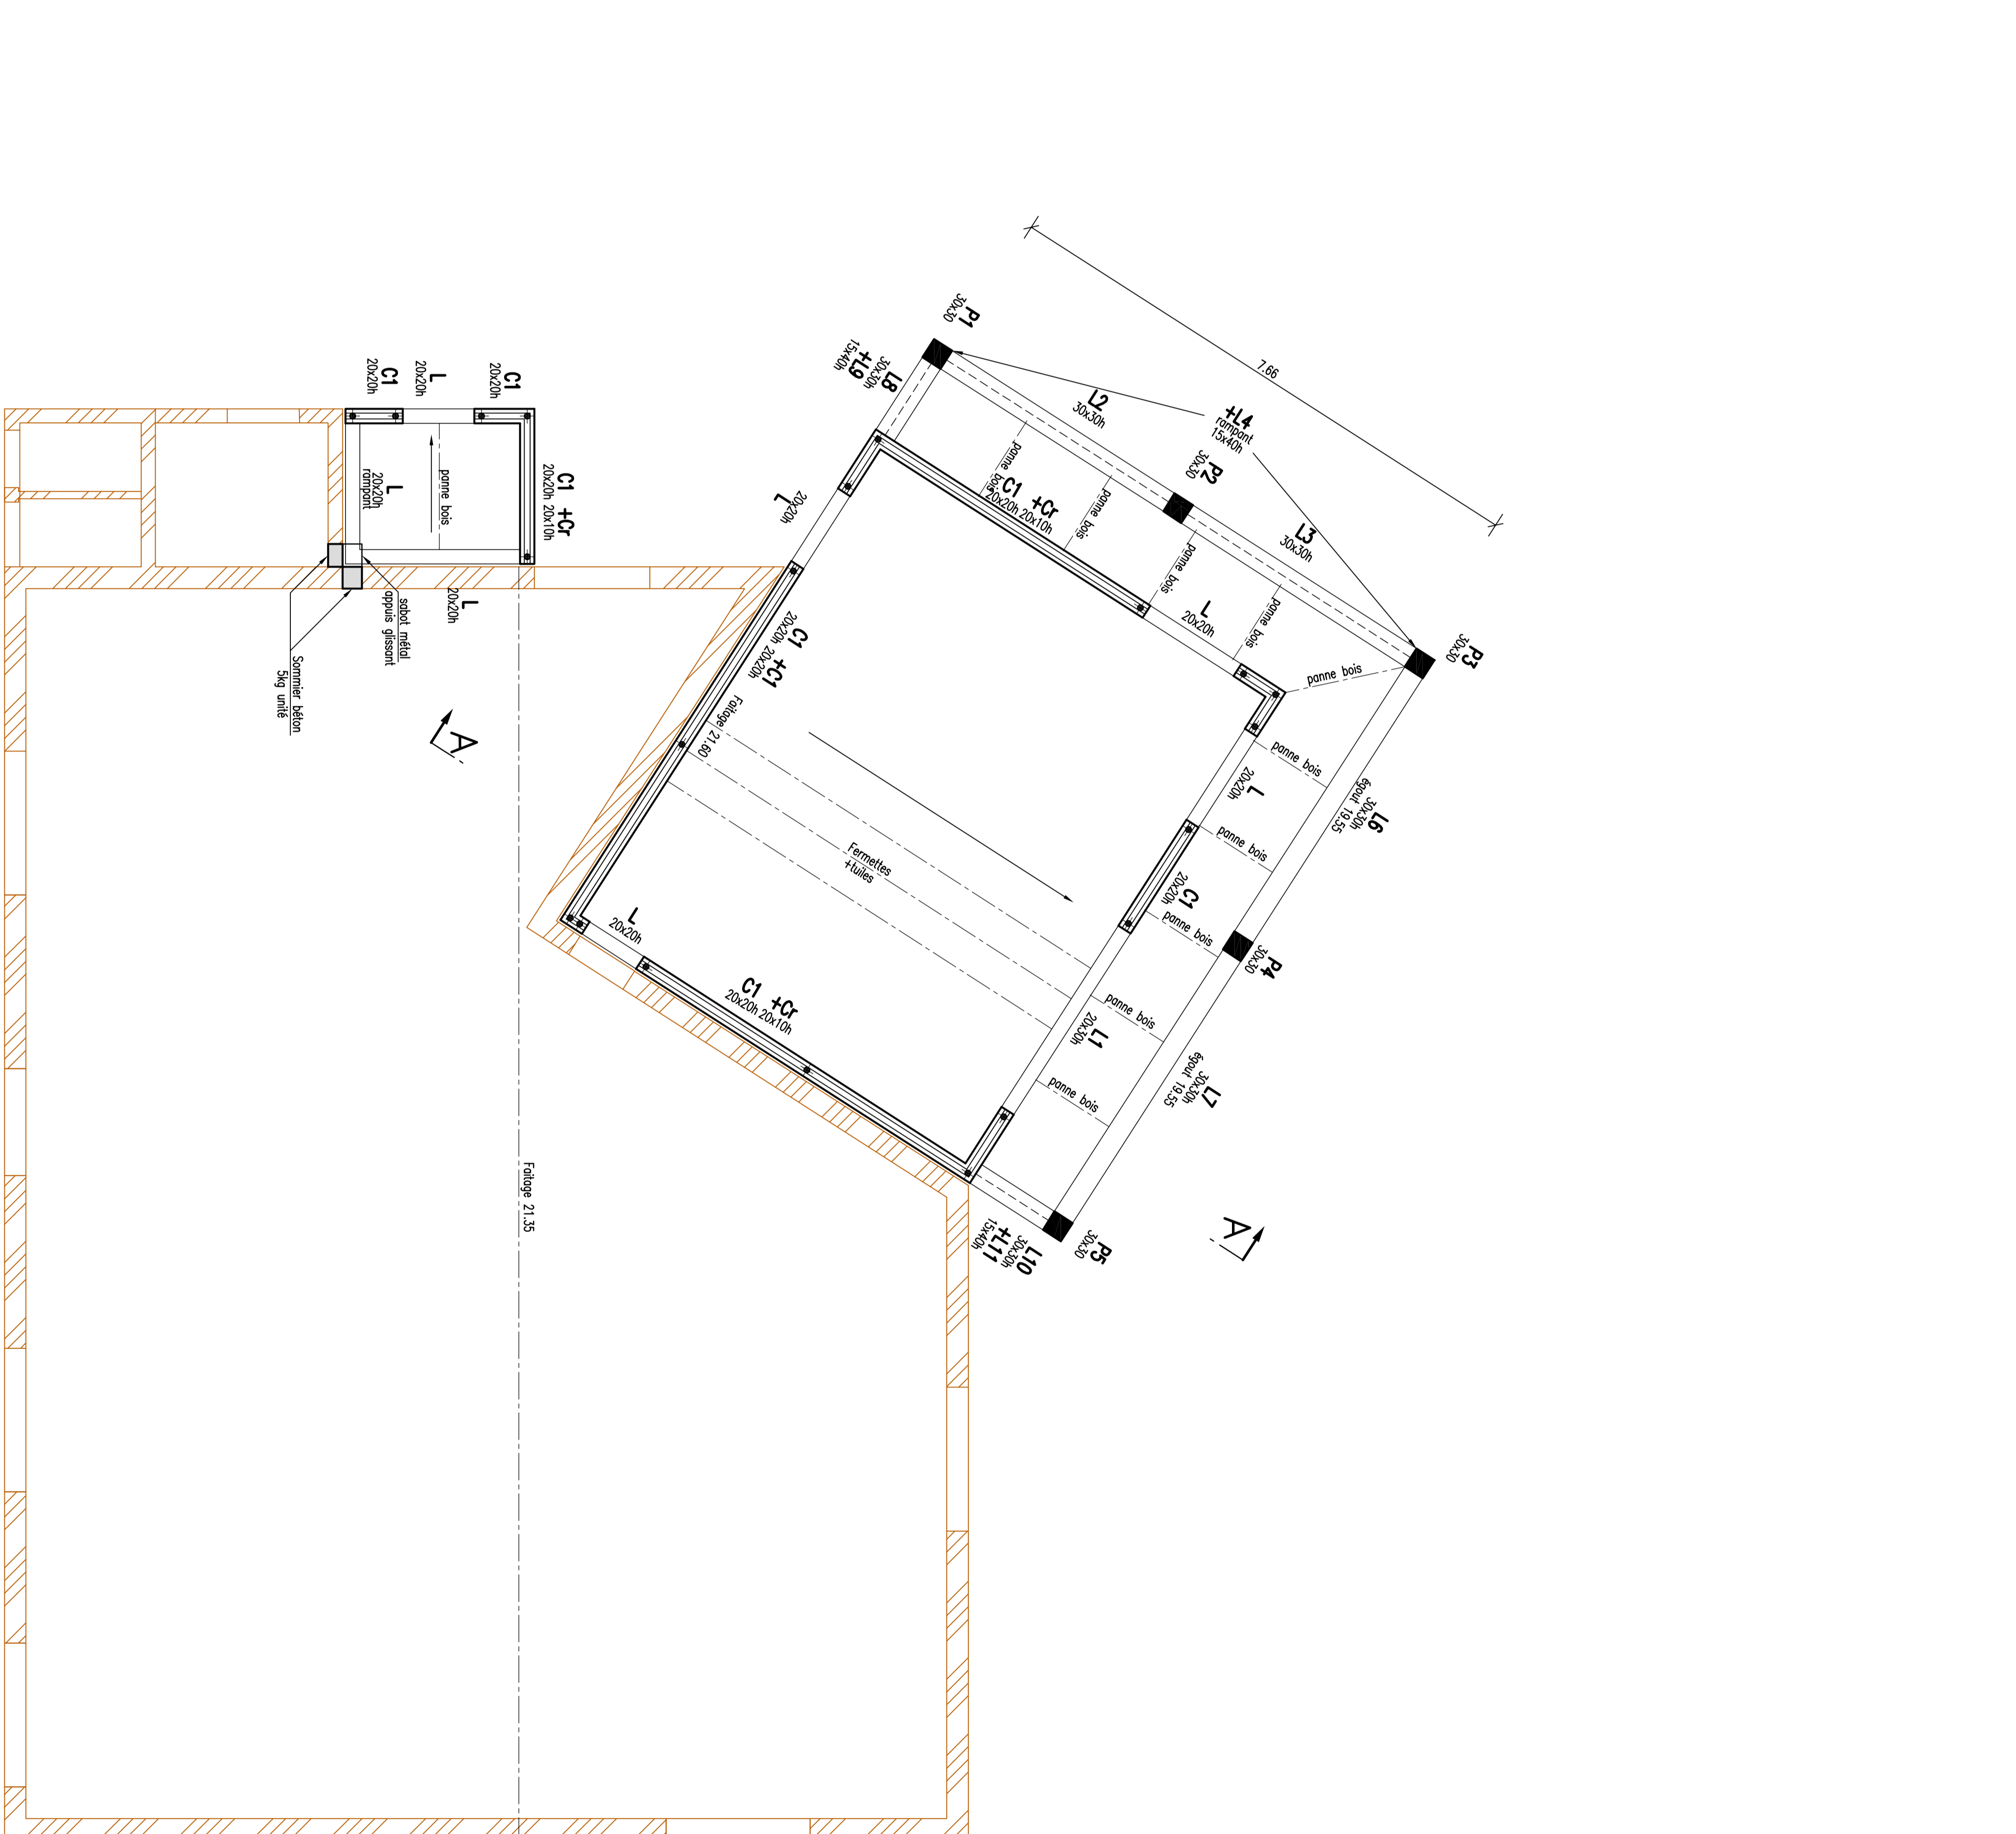 7.66
P1
30x30
L8
30x30h
+L9
15x40h
L2
30x30h
+L4
rampant
15x40h
P2
30x30
L3
30x30h
P3
30x30
panne bois
panne bois
panne bois
panne bois
panne bois
C1 +Cr
20x20h 20x10h
L
20x20h
L
20x20h
C1
20x20h
L
20x20h
C1
20x20h
C1 +Cr
20x20h 20x10h
panne bois
L
20x20h
rampant
L
20x20h
sabot métal
appuis glissant
Sommier béton
5kg unité
A
C1 +C1
20x20h 20x20h
Faitage 21.60
Fermettes
+tuiles
panne bois
L
20x20h
L6
30x30h
égout 19.55
panne bois
C1
20x20h
panne bois
P4
30x30
panne bois
L1
20x30h
L7
30x30h
égout 19.55
panne bois
L
20x20h
C1 +Cr
20x20h 20x10h
Faitage 21.35
L10
30x30h
+L11
15x40h
P5
30x30
A